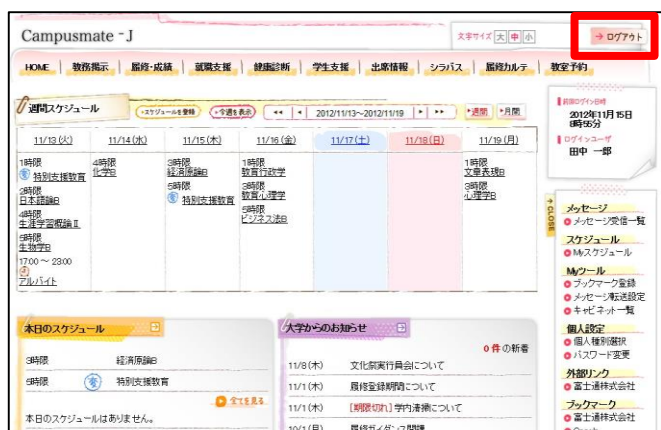 Campusmate-J
文字サイズ 大 中 小
→ ログアウト
HOME 教務掲示 履修・成績 就職支援 健康診断 学生支援 出席情報 シラバス 履修カルテ 教室予約
週間スケジュール スケジュールを登録 今週を表示 2012/11/13～2012/11/19 週間 月間
前回ログイン日時
2012年11月15日
8時55分
ログインユーザ
田中 一郎
11/13(火) 11/14(水) 11/15(木) 11/16(金) 11/17(土) 11/18(日) 11/19(月)
1時限
特別支援教育
2時限
日本語論B
4時限
生涯学習概論Ⅱ
5時限
生物学B
17:00 ～ 23:00
アルバイト
4時限
化学B
3時限
経済原論B
5時限
特別支援教育
1時限
教育行政学
3時限
教育心理学
5時限
ビジネス法B
1時限
文章表現B
3時限
心理学B
CLOSE
メッセージ
メッセージ受信一覧
スケジュール
Myスケジュール
Myツール
ブックマーク登録
メッセージ転送設定
キャビネット一覧
個人設定
個人種別選択
パスワード変更
外部リンク
富士通株式会社
ブックマーク
富士通株式会社
本日のスケジュール
3時限 経済原論B
5時限 特別支援教育
全てを見る
本日のスケジュールはありません。
大学からのお知らせ
0 件の新着
11/8(木) 文化祭実行員会について
11/1(木) 履修登録期間について
11/1(木) [期限切れ] 学内清掃について
10/1(月) 履修ガイダンス開講